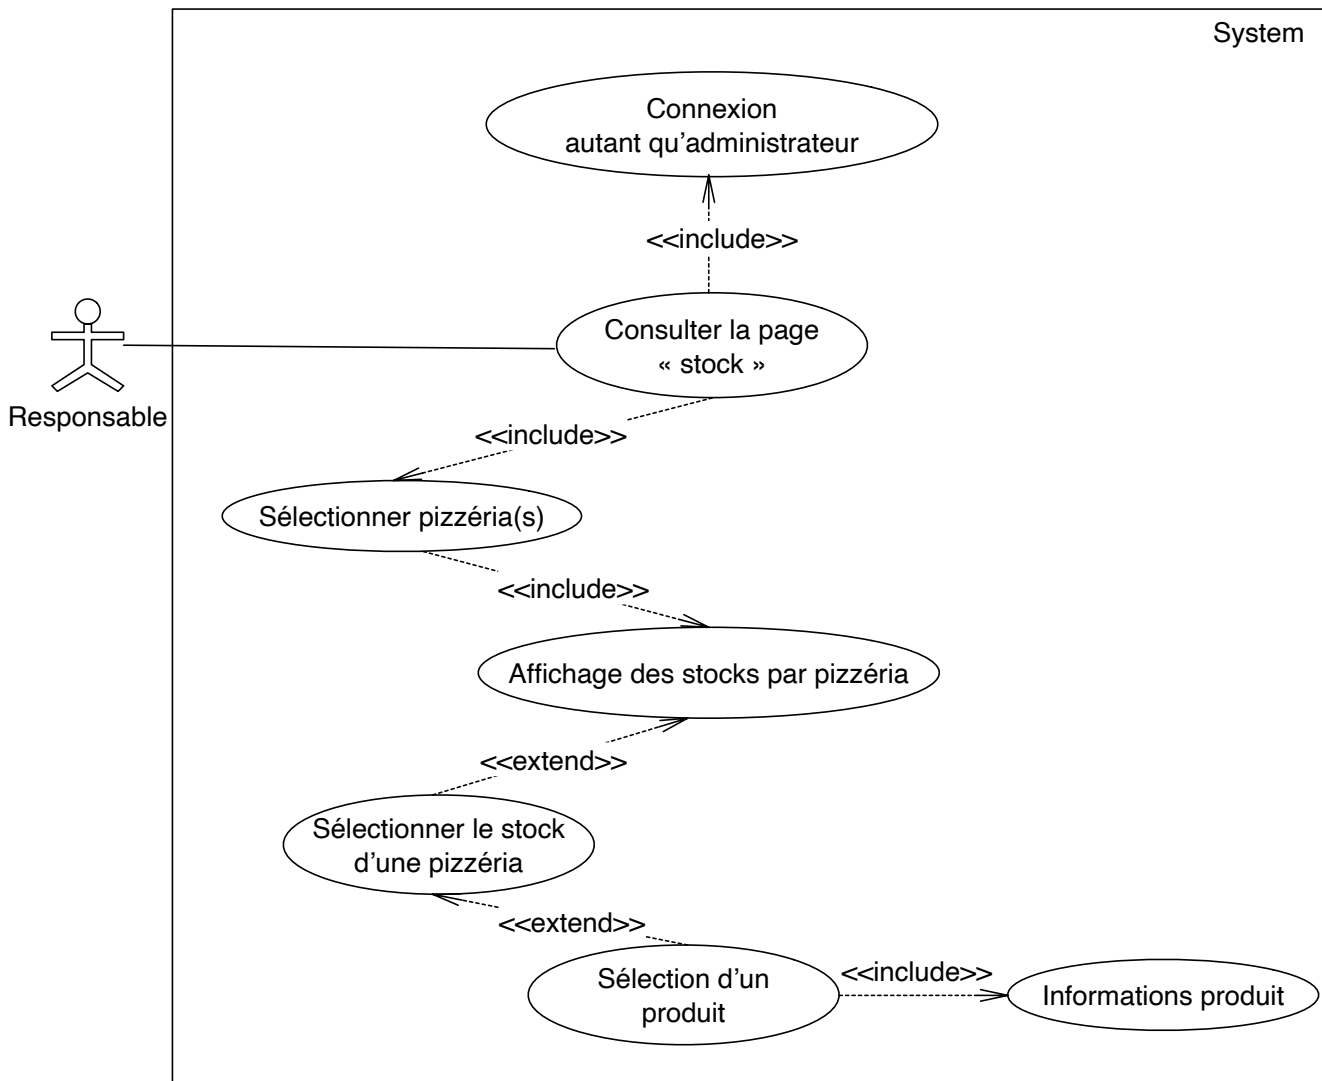 System
Connexion
autant qu'administrateur
<<include>>
Consulter la page
« stock »
Responsable
<<include>>
Sélectionner pizzéria(s)
<<include>>
Affichage des stocks par pizzéria
<<extend>>
Sélectionner le stock
d'une pizzéria
<<extend>>
Sélection d'un
produit
<<include>>
Informations produit